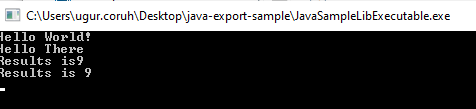 C:\Users\ugur.coruh\Desktop\java-export-sample\JavaSampleLibExecutable.exe
Hello World!
Hello There
Results is9
Results is 9